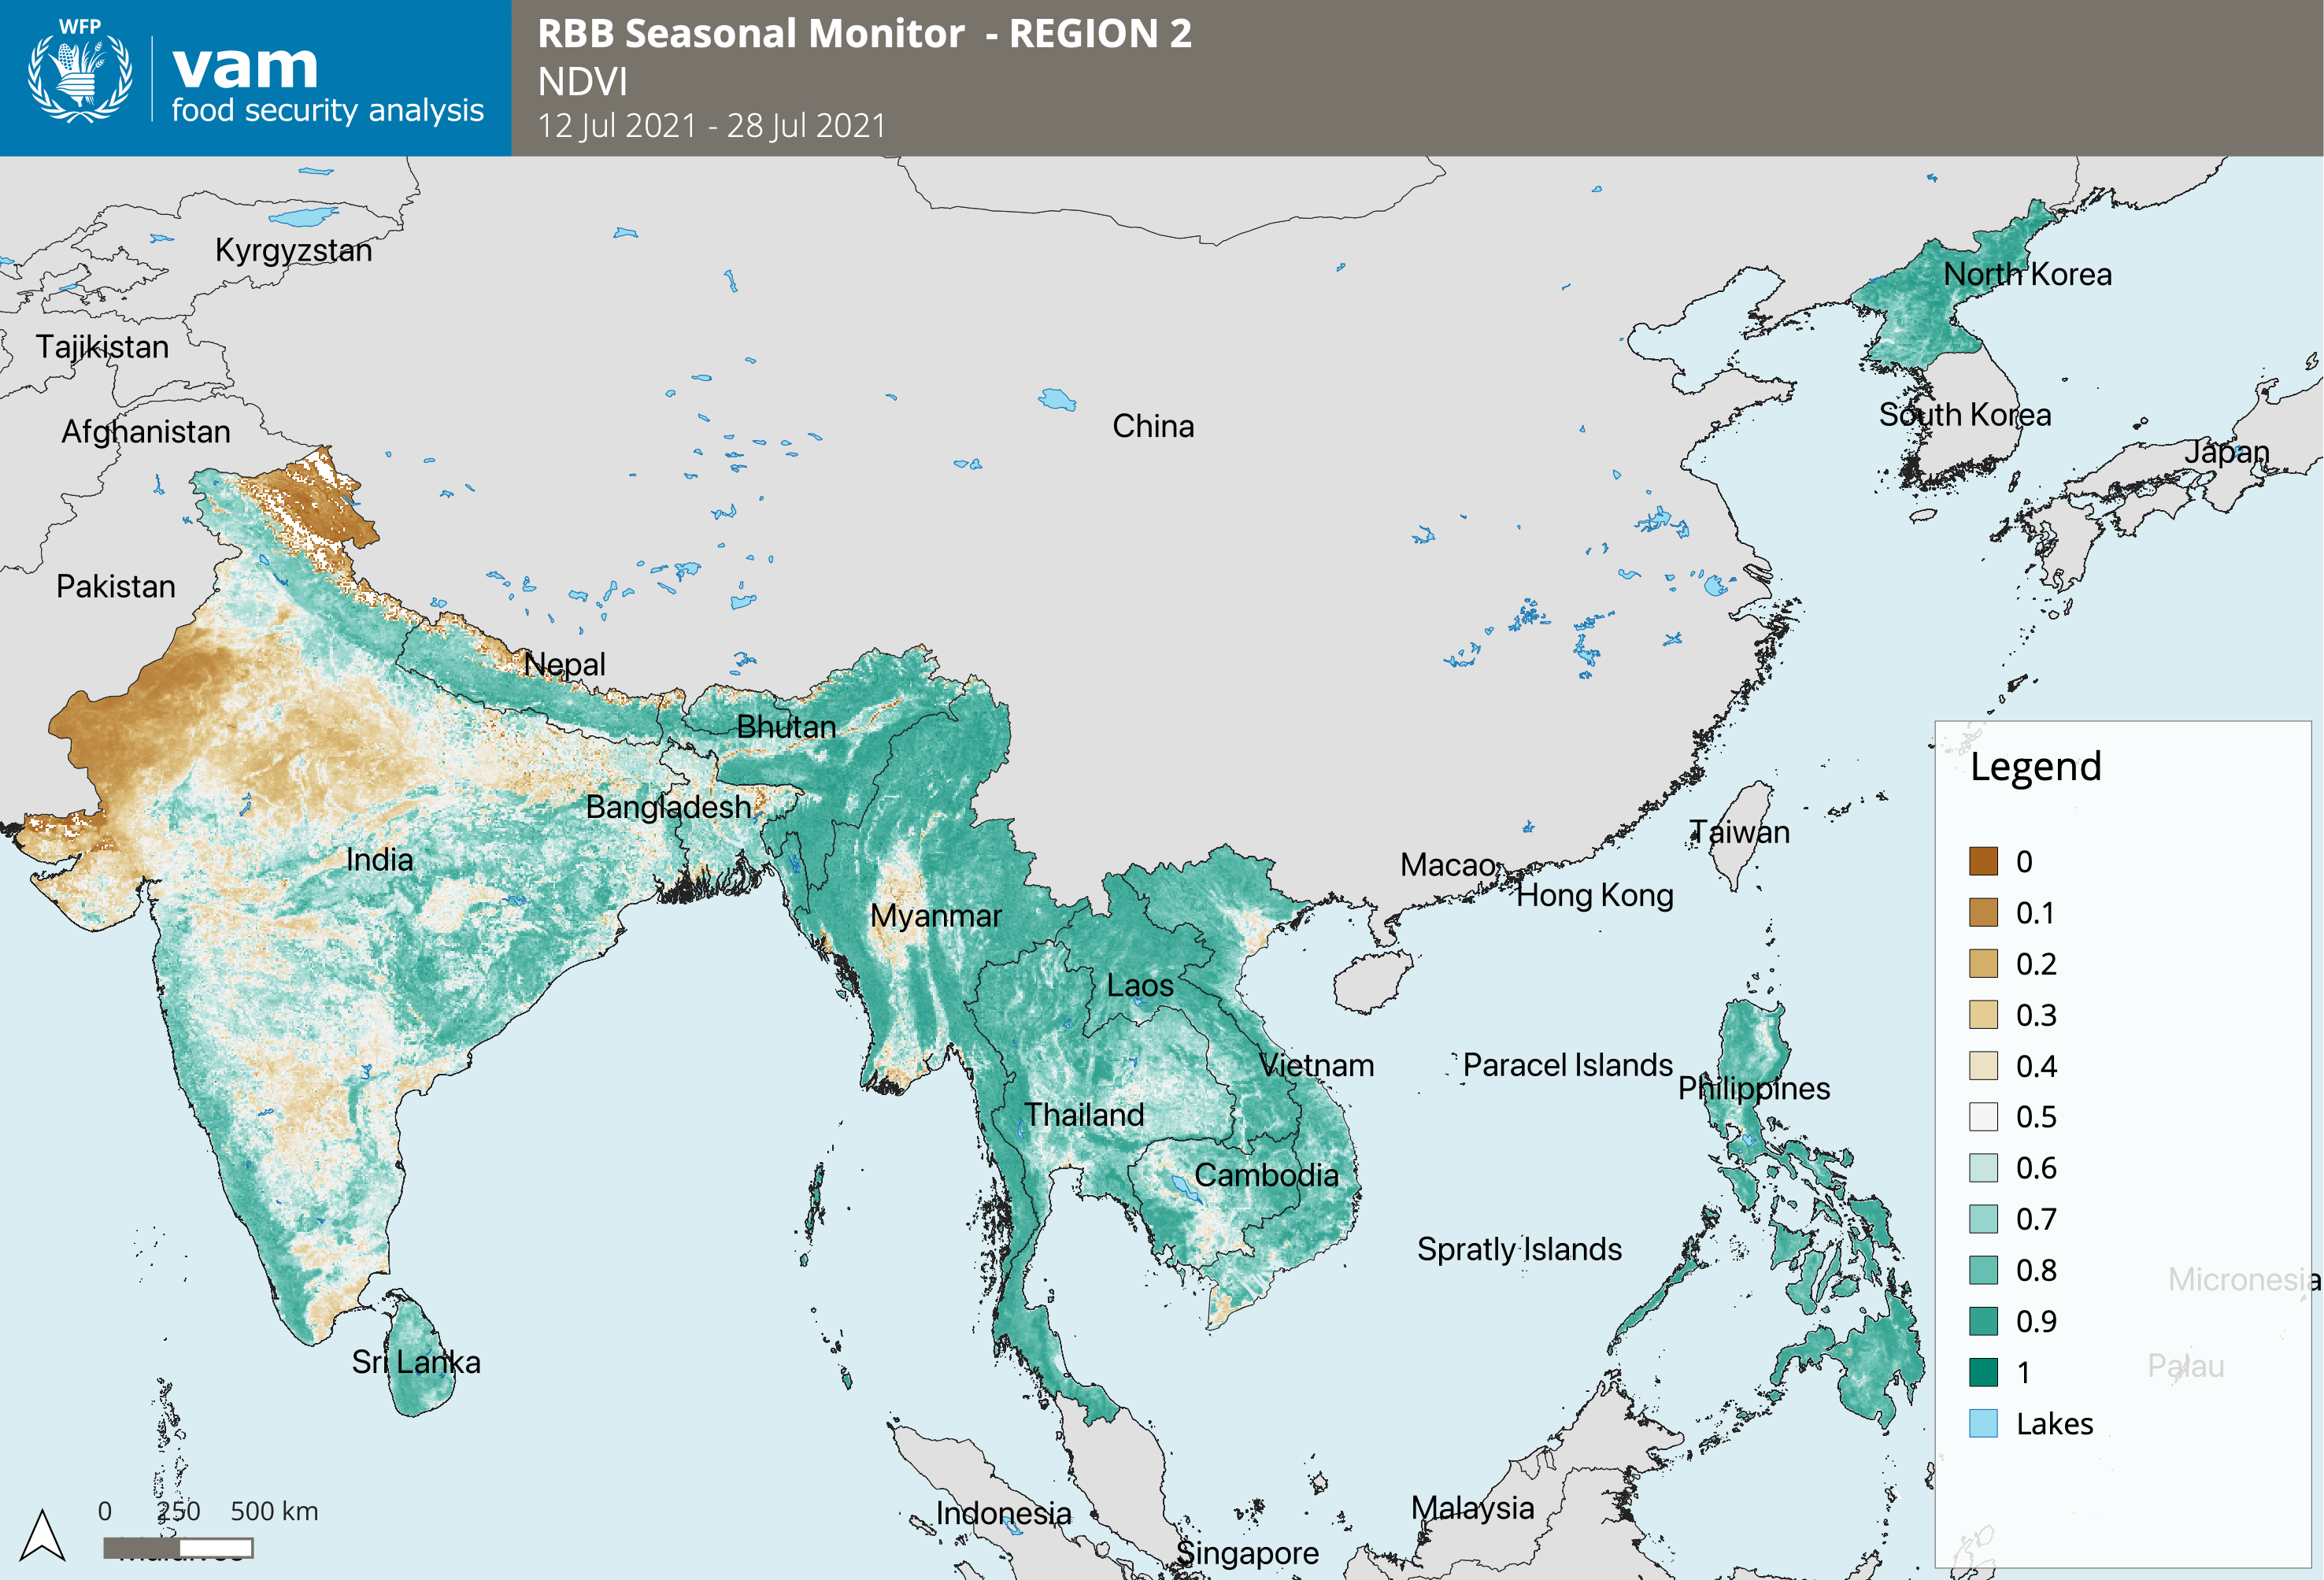 WFP
vam
food security analysis
RBB Seasonal Monitor - REGION 2
NDVI
12 Jul 2021 - 28 Jul 2021
Kyrgyzstan
North Korea
Tajikistan
Afghanistan
China
South Korea
Japan
Pakistan
Nepal
Bhutan
Bangladesh
India
Taiwan
Macao
Hong Kong
Myanmar
Laos
Vietnam
Paracel Islands
Philippines
Thailand
Cambodia
Spratly Islands
Sri Lanka
Indonesia
Malaysia
Singapore
Legend
0
0.1
0.2
0.3
0.4
0.5
0.6
0.7
0.8
0.9
1
Lakes
Micronesia
Palau
0 250 500 km